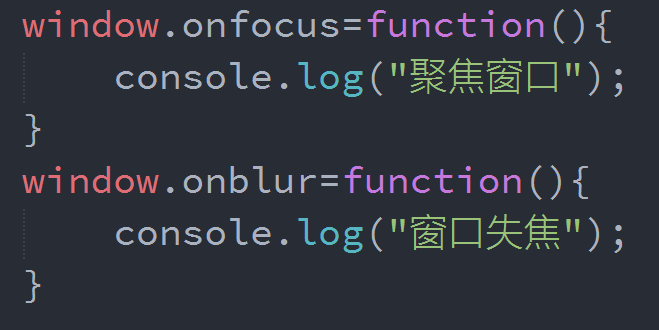 window.onfocus=function(){
    console.log("聚焦窗口");
}
window.onblur=function(){
    console.log("窗口失焦");
}